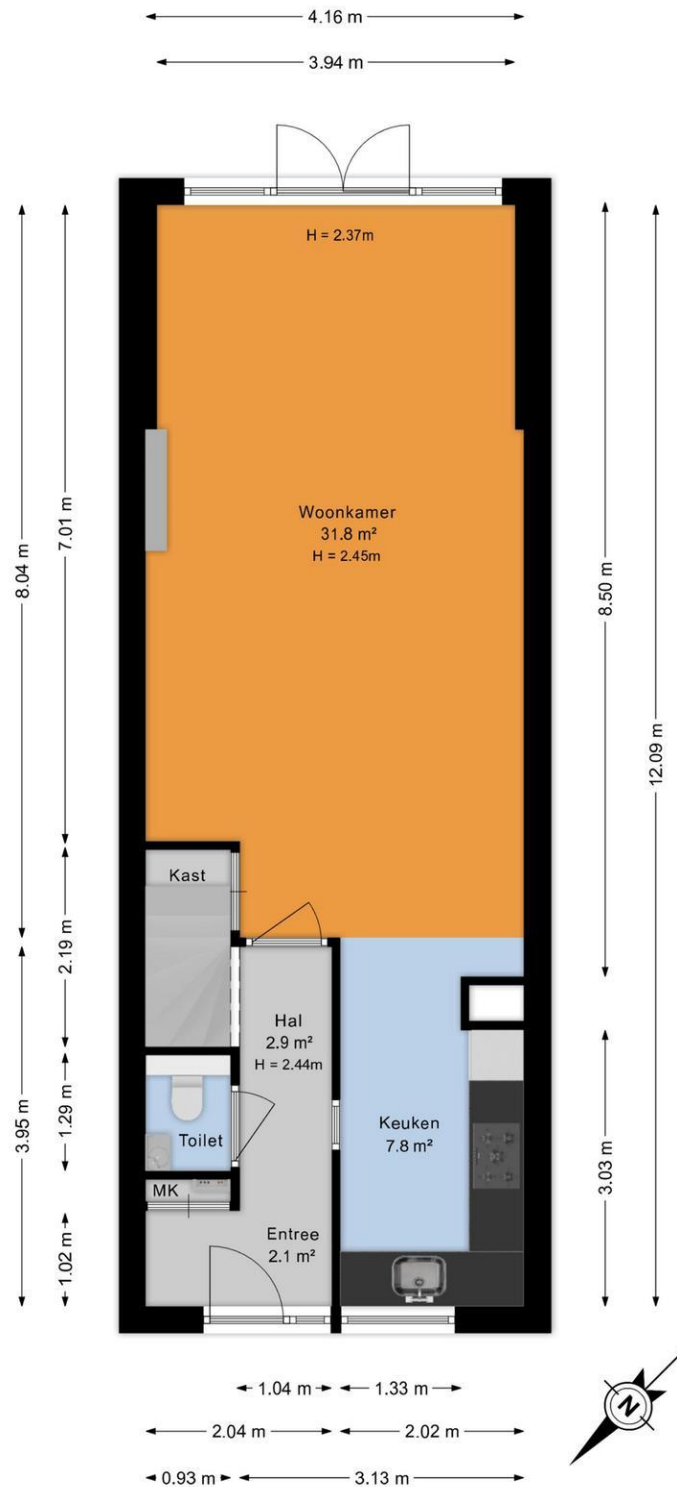 4.16 m
3.94 m
H = 2.37m
Woonkamer
31.8 m²
H = 2.45m
8.04 m
7.01 m
8.50 m
12.09 m
Kast
2.19 m
Hal
2.9 m²
H = 2.44m
3.95 m
1.29 m
Toilet
Keuken
7.8 m²
3.03 m
MK
Entree
2.1 m²
1.02 m
1.04 m
1.33 m
2.04 m
2.02 m
0.93 m
3.13 m
N